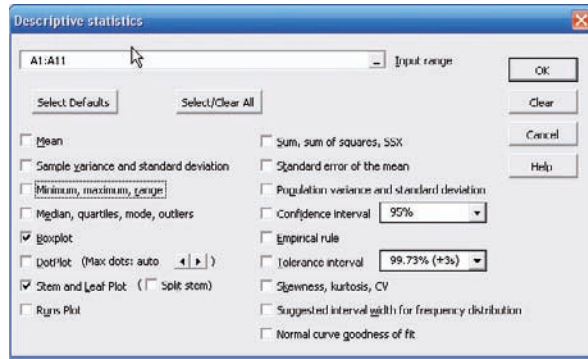 Descriptive statistics
A1:A11
_ Input range
OK
Select Defaults
Select/Clear All
Clear
Cancel
Help
Mean
Sample variance and standard deviation
Minimum, maximum, range
Median, quartiles, mode, outliers
Boxplot
DotPlot (Max dots: auto )
Stem and Leaf Plot ( Split stem)
Runs Plot
Sum, sum of squares, SSX
Standard error of the mean
Population variance and standard deviation
Confidence interval 95%
Empirical rule
Tolerance interval 99.73% (±3s)
Skewness, kurtosis, CV
Suggested interval width for frequency distribution
Normal curve goodness of fit